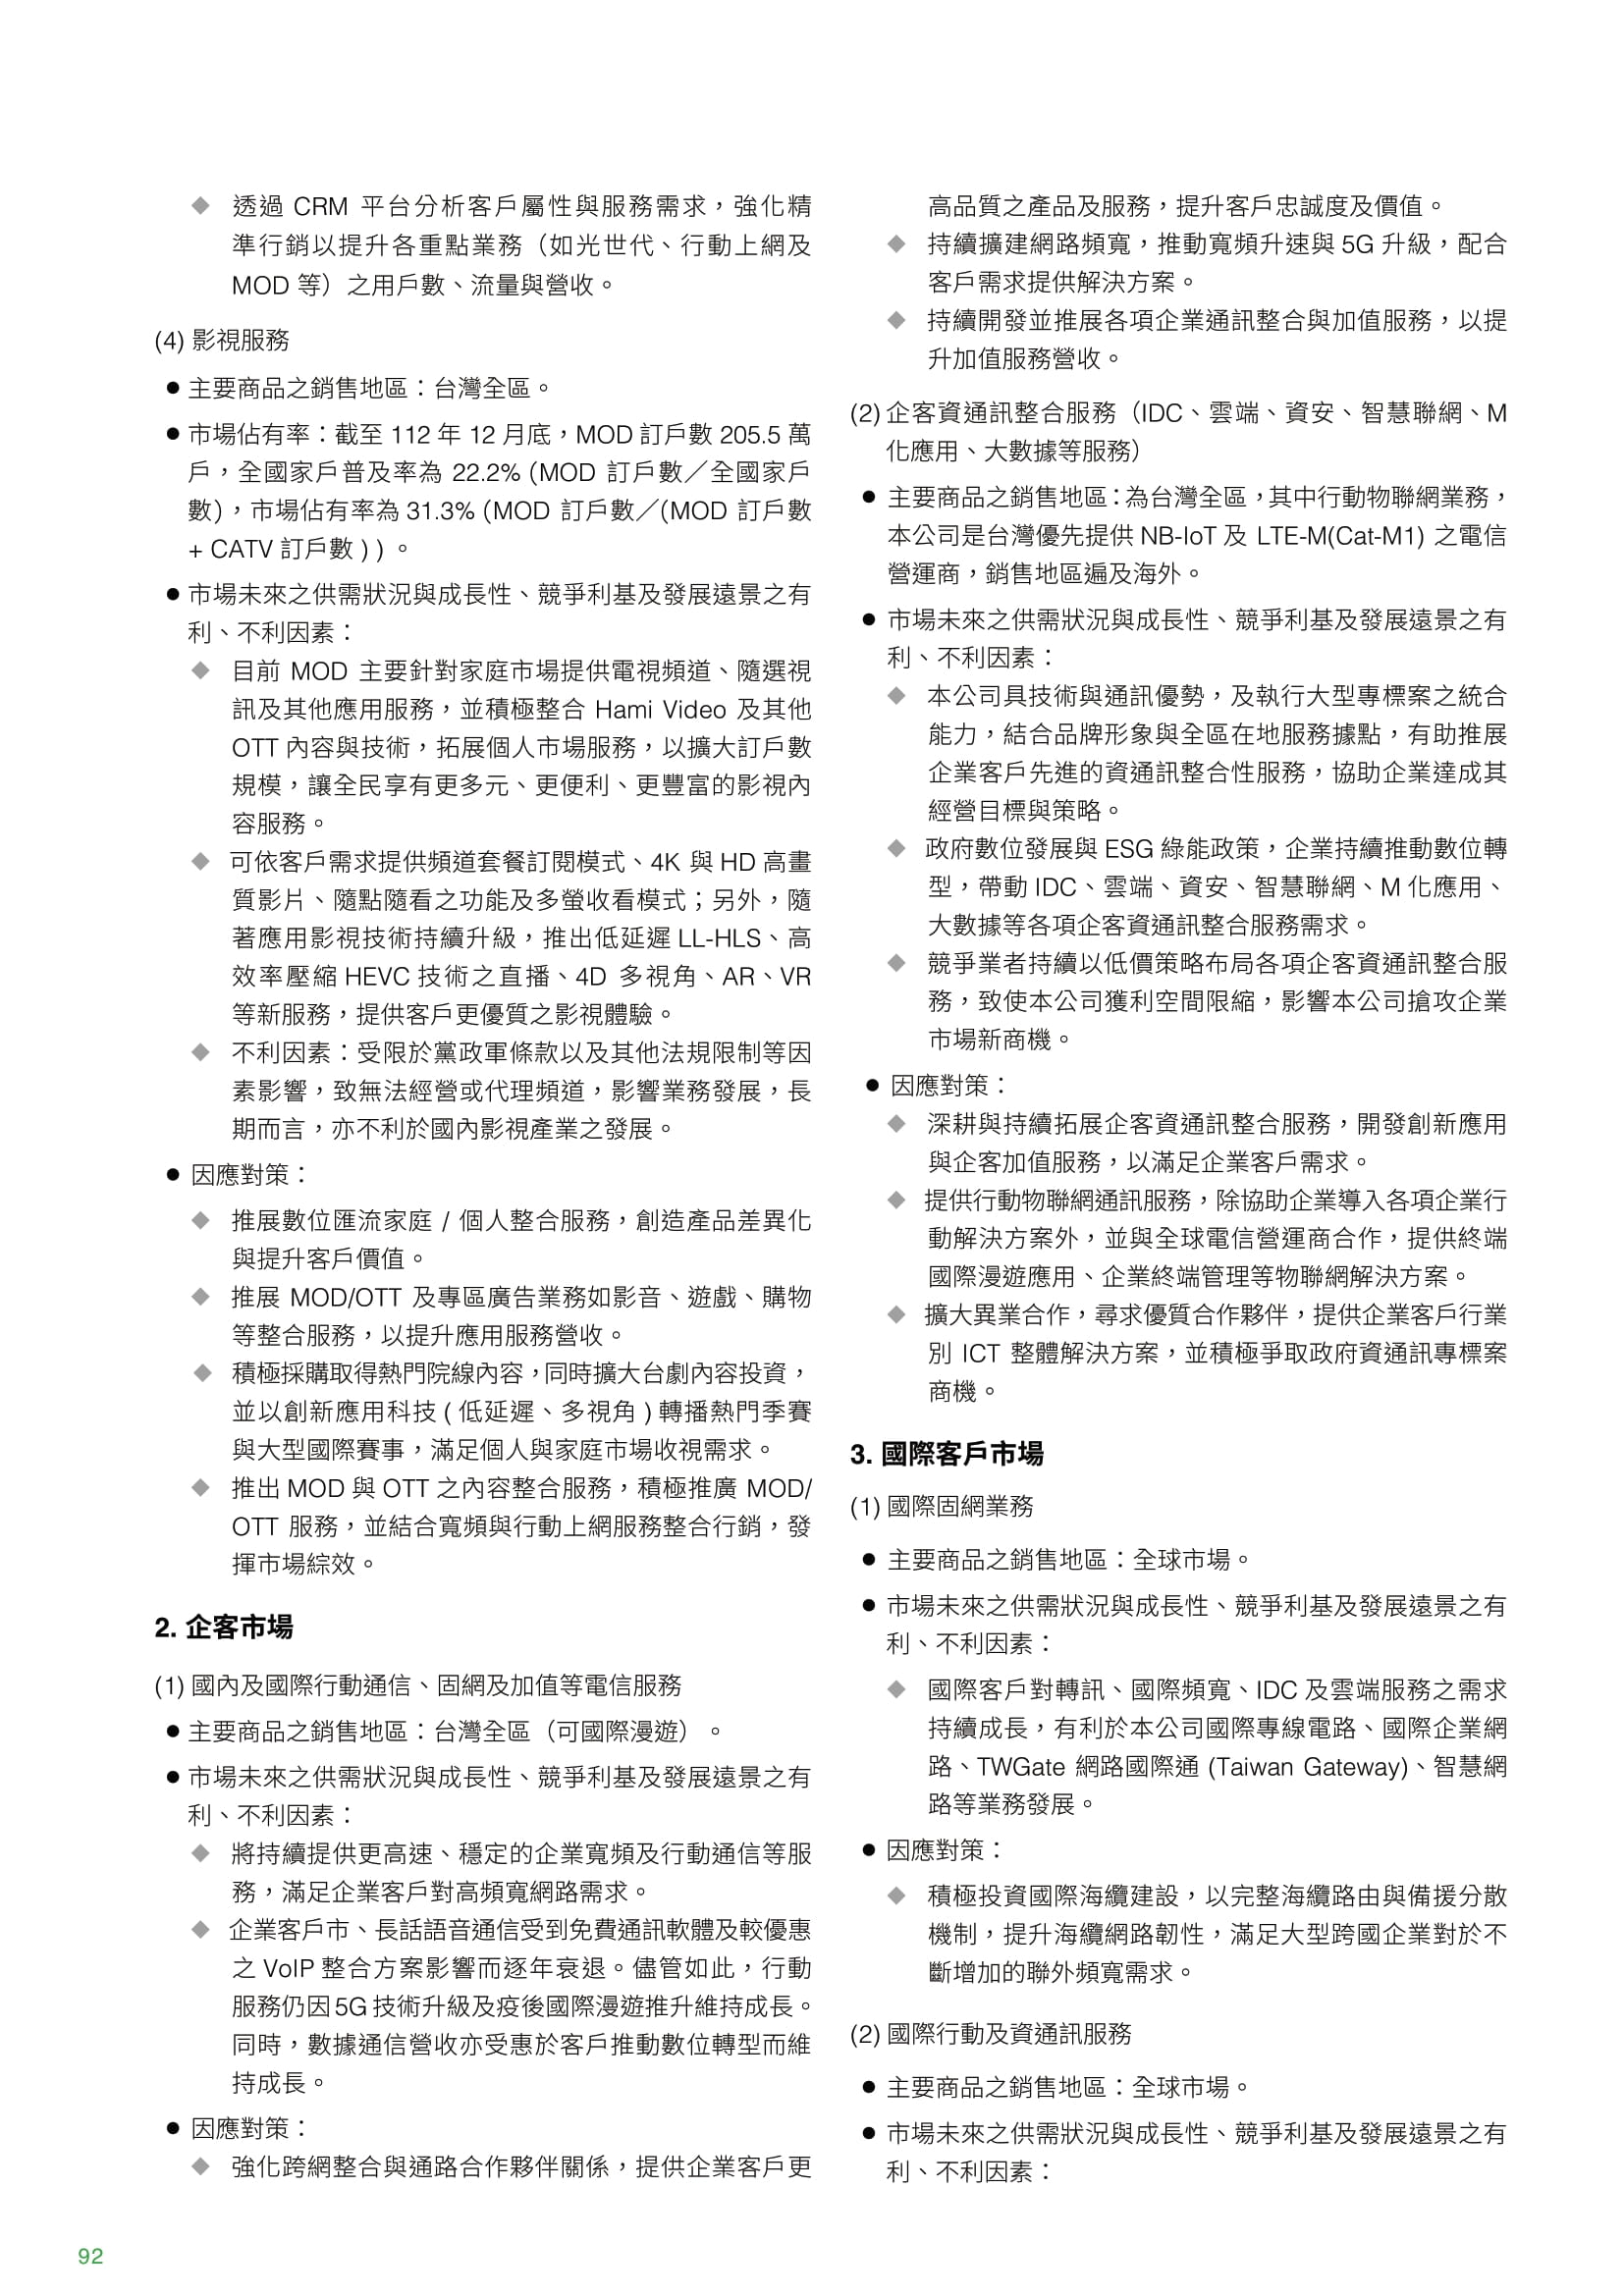 ◆ 透過 CRM 平台分析客戶屬性與服務需求，強化精
準行銷以提升各重點業務（如光世代、行動上網及
MOD 等）之用戶數、流量與營收。
(4) 影視服務
● 主要商品之銷售地區：台灣全區。
● 市場佔有率：截至 112 年 12 月底，MOD 訂戶數 205.5 萬
戶，全國家戶普及率為 22.2% (MOD 訂戶數／全國家戶
數)，市場佔有率為 31.3% (MOD 訂戶數／(MOD 訂戶數
+ CATV 訂戶數 ) ) 。
● 市場未來之供需狀況與成長性、競爭利基及發展遠景之有
利、不利因素：
◆ 目前 MOD 主要針對家庭市場提供電視頻道、隨選視
訊及其他應用服務，並積極整合 Hami Video 及其他
OTT 內容與技術，拓展個人市場服務，以擴大訂戶數
規模，讓全民享有更多元、更便利、更豐富的影視內
容服務。
◆ 可依客戶需求提供頻道套餐訂閱模式、4K 與 HD 高畫
質影片、隨點隨看之功能及多螢收看模式；另外，隨
著應用影視技術持續升級，推出低延遲 LL-HLS、高
效率壓縮 HEVC 技術之直播、4D 多視角、AR、VR
等新服務，提供客戶更優質之影視體驗。
◆ 不利因素：受限於黨政軍條款以及其他法規限制等因
素影響，致無法經營或代理頻道，影響業務發展，長
期而言，亦不利於國內影視產業之發展。
● 因應對策：
◆ 推展數位匯流家庭 / 個人整合服務，創造產品差異化
與提升客戶價值。
◆ 推展 MOD/OTT 及專區廣告業務如影音、遊戲、購物
等整合服務，以提升應用服務營收。
◆ 積極採購取得熱門院線內容，同時擴大台劇內容投資，
並以創新應用科技 ( 低延遲、多視角 ) 轉播熱門季賽
與大型國際賽事，滿足個人與家庭市場收視需求。
◆ 推出 MOD 與 OTT 之內容整合服務，積極推廣 MOD/
OTT 服務，並結合寬頻與行動上網服務整合行銷，發
揮市場綜效。
2. 企客市場
(1) 國內及國際行動通信、固網及加值等電信服務
● 主要商品之銷售地區：台灣全區（可國際漫遊）。
● 市場未來之供需狀況與成長性、競爭利基及發展遠景之有
利、不利因素：
◆ 將持續提供更高速、穩定的企業寬頻及行動通信等服
務，滿足企業客戶對高頻寬網路需求。
◆ 企業客戶市、長話語音通信受到免費通訊軟體及較優惠
之 VoIP 整合方案影響而逐年衰退。儘管如此，行動
服務仍因 5G 技術升級及疫後國際漫遊推升維持成長。
同時，數據通信營收亦受惠於客戶推動數位轉型而維
持成長。
● 因應對策：
◆ 強化跨網整合與通路合作夥伴關係，提供企業客戶更
高品質之產品及服務，提升客戶忠誠度及價值。
◆ 持續擴建網路頻寬，推動寬頻升速與 5G 升級，配合
客戶需求提供解決方案。
◆ 持續開發並推展各項企業通訊整合與加值服務，以提
升加值服務營收。
(2) 企客資通訊整合服務（IDC、雲端、資安、智慧聯網、M
化應用、大數據等服務）
● 主要商品之銷售地區：為台灣全區，其中行動物聯網業務，
本公司是台灣優先提供 NB-IoT 及 LTE-M(Cat-M1) 之電信
營運商，銷售地區遍及海外。
● 市場未來之供需狀況與成長性、競爭利基及發展遠景之有
利、不利因素：
◆ 本公司具技術與通訊優勢，及執行大型專標案之統合
能力，結合品牌形象與全區在地服務據點，有助推展
企業客戶先進的資通訊整合性服務，協助企業達成其
經營目標與策略。
◆ 政府數位發展與 ESG 綠能政策，企業持續推動數位轉
型，帶動 IDC、雲端、資安、智慧聯網、M 化應用、
大數據等各項企客資通訊整合服務需求。
◆ 競爭業者持續以低價策略布局各項企客資通訊整合服
務，致使本公司獲利空間限縮，影響本公司搶攻企業
市場新商機。
● 因應對策：
◆ 深耕與持續拓展企客資通訊整合服務，開發創新應用
與企客加值服務，以滿足企業客戶需求。
◆ 提供行動物聯網通訊服務，除協助企業導入各項企業行
動解決方案外，並與全球電信營運商合作，提供終端
國際漫遊應用、企業終端管理等物聯網解決方案。
◆ 擴大異業合作，尋求優質合作夥伴，提供企業客戶行業
別 ICT 整體解決方案，並積極爭取政府資通訊專標案
商機。
3. 國際客戶市場
(1) 國際固網業務
● 主要商品之銷售地區：全球市場。
● 市場未來之供需狀況與成長性、競爭利基及發展遠景之有
利、不利因素：
◆ 國際客戶對轉訊、國際頻寬、IDC 及雲端服務之需求
持續成長，有利於本公司國際專線電路、國際企業網
路、TWGate 網路國際通 (Taiwan Gateway)、智慧網
路等業務發展。
● 因應對策：
◆ 積極投資國際海纜建設，以完整海纜路由與備援分散
機制，提升海纜網路韌性，滿足大型跨國企業對於不
斷增加的聯外頻寬需求。
(2) 國際行動及資通訊服務
● 主要商品之銷售地區：全球市場。
● 市場未來之供需狀況與成長性、競爭利基及發展遠景之有
利、不利因素：
92